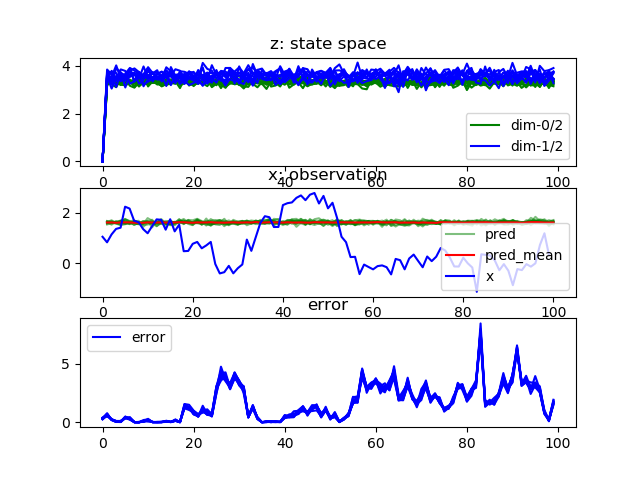 z: state space
4
2
0
dim-0/2
dim-1/2
0 20 40 60 80 100
x: observation
2
0
pred
pred_mean
x
0 20 40 60 80 100
error
5
0
error
0 20 40 60 80 100